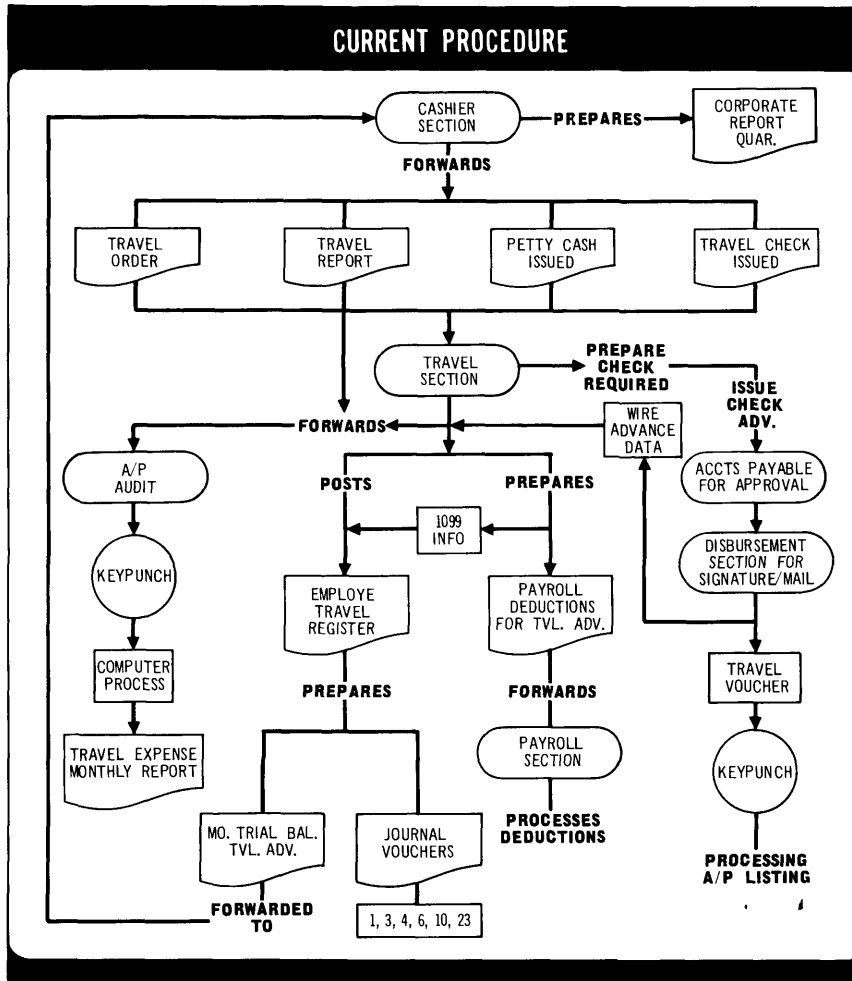 CURRENT PROCEDURE
CASHIER
SECTION
PREPARES
CORPORATE
REPORT
QUAR.
FORWARDS
TRAVEL
ORDER
TRAVEL
REPORT
PETTY CASH
ISSUED
TRAVEL CHECK
ISSUED
TRAVEL
SECTION
PREPARE
CHECK
REQUIRED
ISSUE
CHECK
ADV.
FORWARDS
WIRE
ADVANCE
DATA
A/P
AUDIT
POSTS
PREPARES
ACCTS PAYABLE
FOR APPROVAL
1099
INFO
KEYPUNCH
DISBURSEMENT
SECTION FOR
SIGNATURE/MAIL
EMPLOYE
TRAVEL
REGISTER
PAYROLL
DEDUCTIONS
FOR TVL. ADV.
COMPUTER
PROCESS
TRAVEL
VOUCHER
PREPARES
FORWARDS
TRAVEL EXPENSE
MONTHLY REPORT
PAYROLL
SECTION
KEYPUNCH
MO. TRIAL BAL.
TVL. ADV.
JOURNAL
VOUCHERS
PROCESSES
DEDUCTIONS
PROCESSING
A/P LISTING
FORWARDED
TO
1, 3, 4, 6, 10, 23